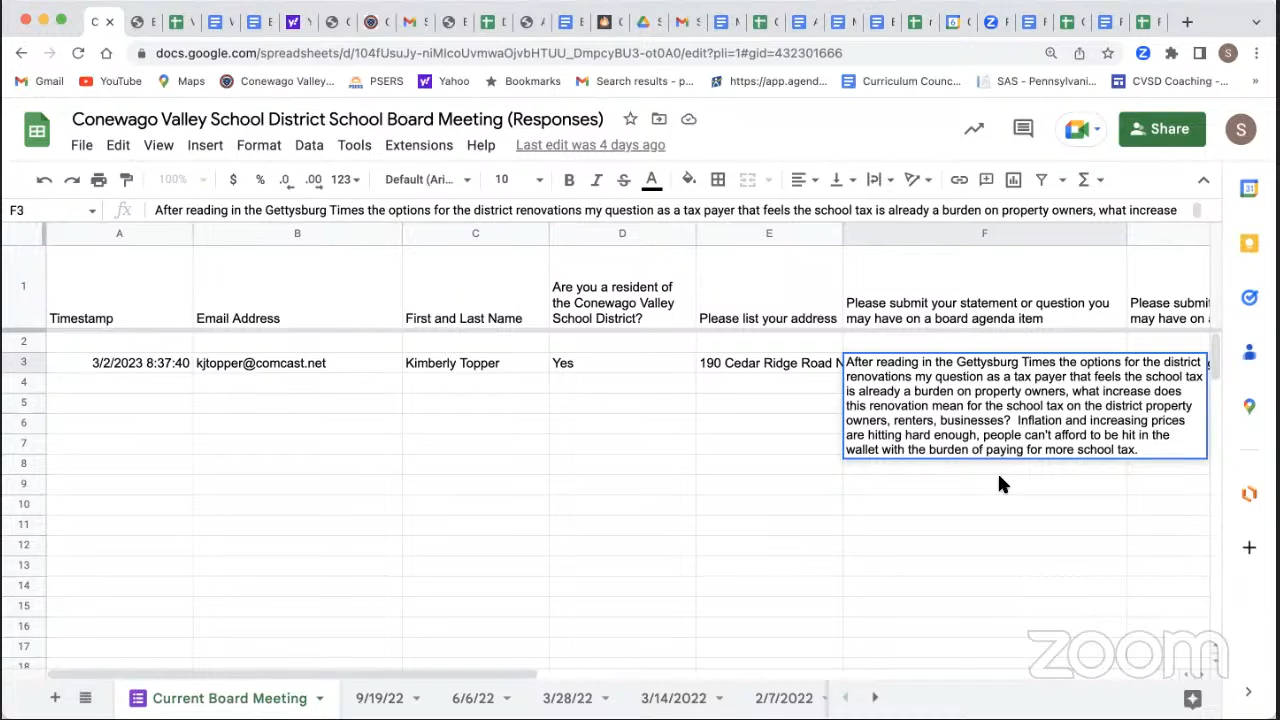 docs.google.com/spreadsheets/d/104fUsuJy-niMlcoUvmwaOjvbHTUU_DmpcyBU3-ot0A0/edit?pli=1#gid=432301666
Gmail YouTube Maps Conewago Valley... PSERS Yahoo Bookmarks Search results - p... https://app.agend... Curriculum Counc... SAS - Pennsylvani... CVSD Coaching -...
Conewago Valley School District School Board Meeting (Responses)
Share
S
File Edit View Insert Format Data Tools Extensions Help Last edit was 4 days ago
100% $ % .0 .00 123 Default (Ari... 10 B I S A
F3 fx After reading in the Gettysburg Times the options for the district renovations my question as a tax payer that feels the school tax is already a burden on property owners, what increase
A B C D E F
1
Timestamp
Email Address
First and Last Name
Are you a resident of
the Conewago Valley
School District?
Please list your address
Please submit your statement or question you
may have on a board agenda item
Please submit
may have on
2
3 3/2/2023 8:37:40 kjtopper@comcast.net Kimberly Topper Yes 190 Cedar Ridge Road N
After reading in the Gettysburg Times the options for the district
renovations my question as a tax payer that feels the school tax
is already a burden on property owners, what increase does
this renovation mean for the school tax on the district property
owners, renters, businesses? Inflation and increasing prices
are hitting hard enough, people can't afford to be hit in the
wallet with the burden of paying for more school tax.
4
5
6
7
8
9
10
11
12
13
14
15
16
17
18
zoom
Current Board Meeting 9/19/22 6/6/22 3/28/22 3/14/2022 2/7/2022